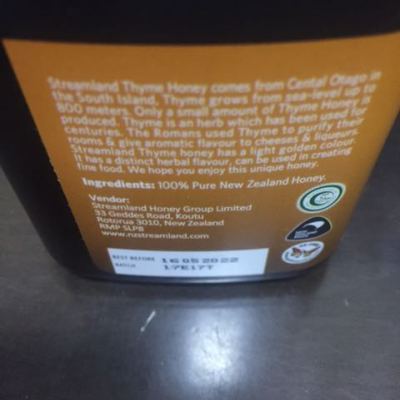 Streamland Thyme Honey comes from Cental Otago in
the South Island, Thyme grows from sea-level up to
800 meters. Only a small amount of Thyme Honey is
produced. Thyme is an herb which has been used for
centuries. The Romans used Thyme to purify their
rooms & give aromatic flavour to cheese & liqueurs.
Streamland Thyme honey has a light golden colour.
It has a distinct herbal flavour, can be used in creating
fine food. We hope you enjoy this unique honey.
Ingredients: 100% Pure New Zealand Honey.
Vendor:
Streamland Honey Group Limited
33 Geddes Road, Koutu
Rotorua 3010, New Zealand
RMP SLPB
www.nzstreamland.com
BEST BEFORE 16 05 2022
BATCH 17E17T